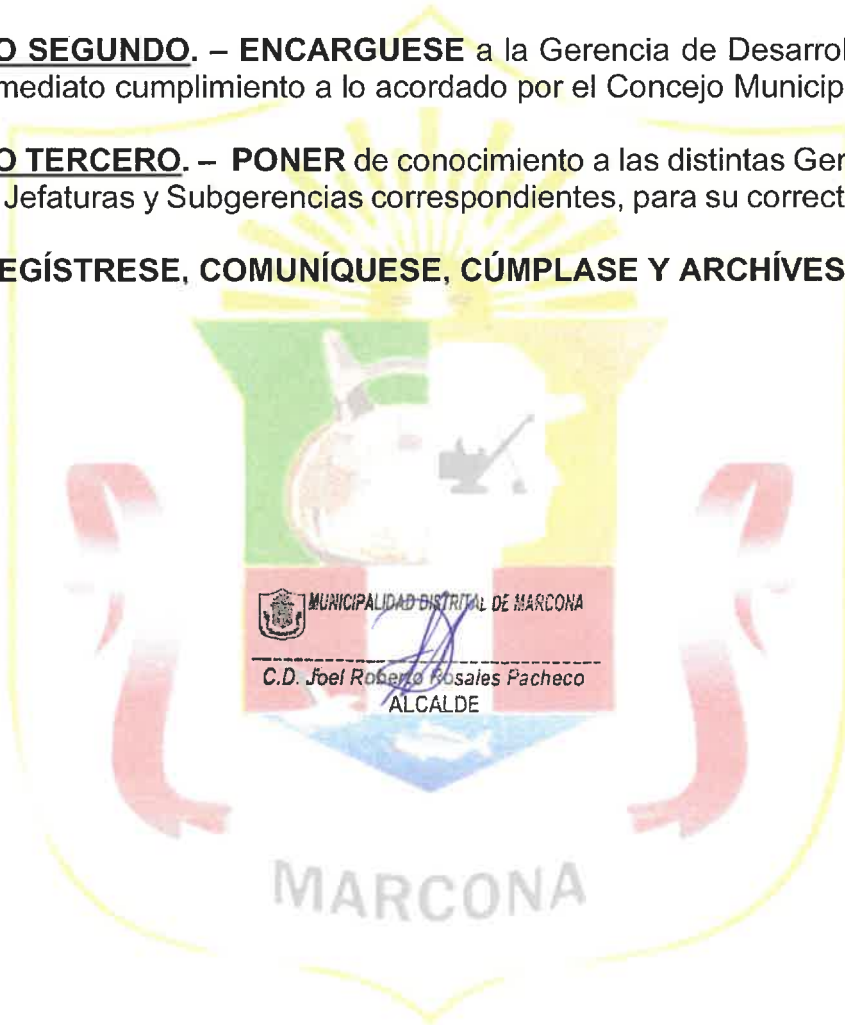 O SEGUNDO. – ENCARGUESE a la Gerencia de Desarrol
mediato cumplimiento a lo acordado por el Concejo Municip
O TERCERO. – PONER de conocimiento a las distintas Ger
Jefaturas y Subgerencias correspondientes, para su correct
EGÍSTRESE, COMUNÍQUESE, CÚMPLASE Y ARCHÍVES
MUNICIPALIDAD DISTRITAL DE MARCONA
C.D. Joel Roberto Rosales Pacheco
ALCALDE
MARCONA